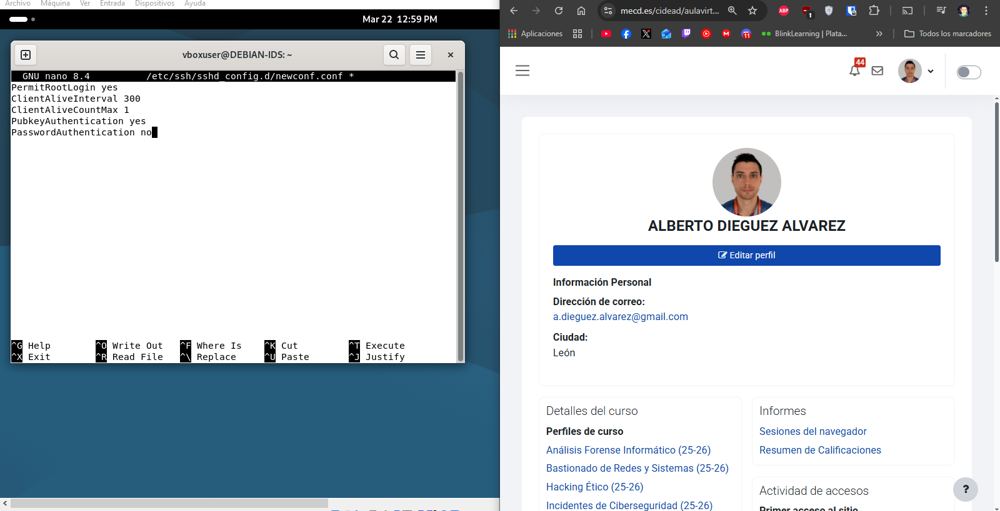 Archivo Máquina Ver Entrada Dispositivos Ayuda
Mar 22 12:59 PM
vboxuser@DEBIAN-IDS: ~
GNU nano 8.4 /etc/ssh/sshd_config.d/newconf.conf *
PermitRootLogin yes
ClientAliveInterval 300
ClientAliveCountMax 1
PubkeyAuthentication yes
PasswordAuthentication no
^G Help ^O Write Out ^F Where Is ^K Cut ^T Execute
^X Exit ^R Read File ^\ Replace ^U Paste ^J Justify
mecd.es/cidead/aulavirt...
ABP
1
Aplicaciones
11
BlinkLearning | Plata...
»
Todos los marcadores
44
ALBERTO DIEGUEZ ALVAREZ
Editar perfil
Información Personal
Dirección de correo:
a.dieguez.alvarez@gmail.com
Ciudad:
León
Detalles del curso
Perfiles de curso
Análisis Forense Informático (25-26)
Bastionado de Redes y Sistemas (25-26)
Hacking Ético (25-26)
Incidentes de Ciberseguridad (25-26)
Informes
Sesiones del navegador
Resumen de Calificaciones
Actividad de accesos
Primer acceso al sitio
?